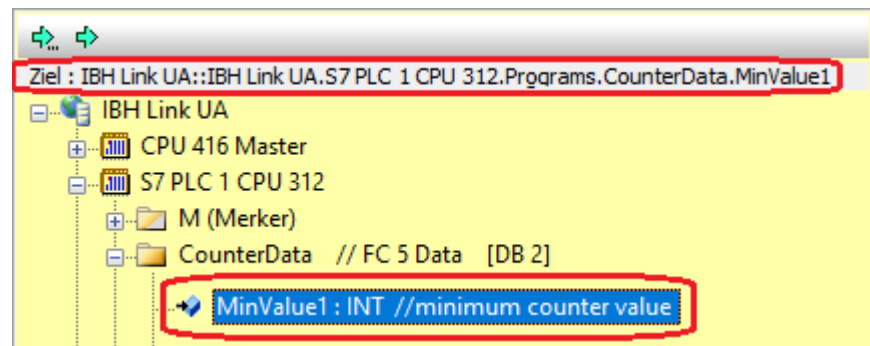 Ziel : IBH Link UA::IBH Link UA.S7 PLC 1 CPU 312.Programs.CounterData.MinValue1
IBH Link UA
CPU 416 Master
S7 PLC 1 CPU 312
M (Merker)
CounterData // FC 5 Data [DB 2]
MinValue1 : INT //minimum counter value